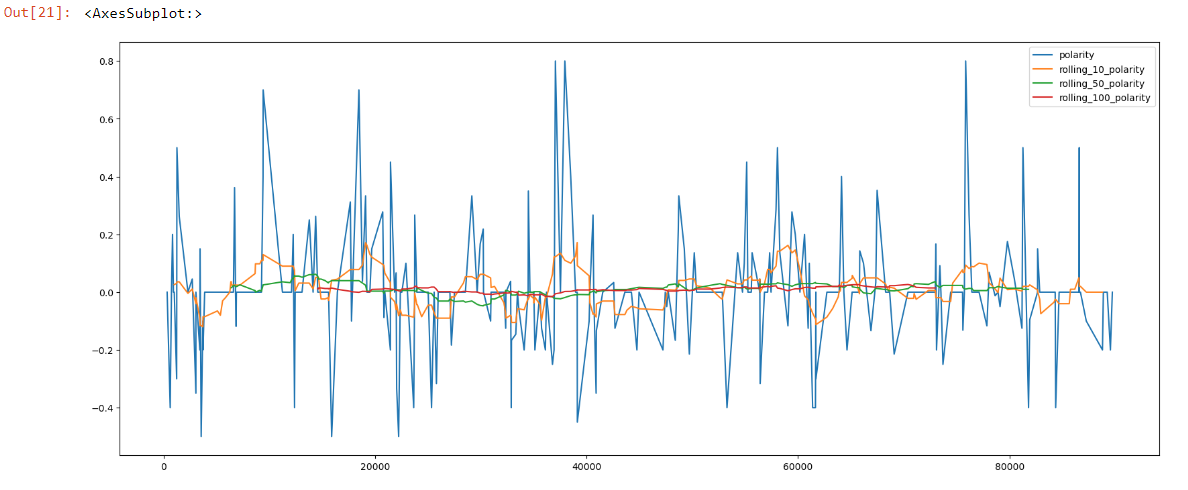 Out[21]: <AxesSubplot:>
polarity
rolling_10_polarity
rolling_50_polarity
rolling_100_polarity
0.8
0.6
0.4
0.2
0.0
−0.2
−0.4
0 20000 40000 60000 80000